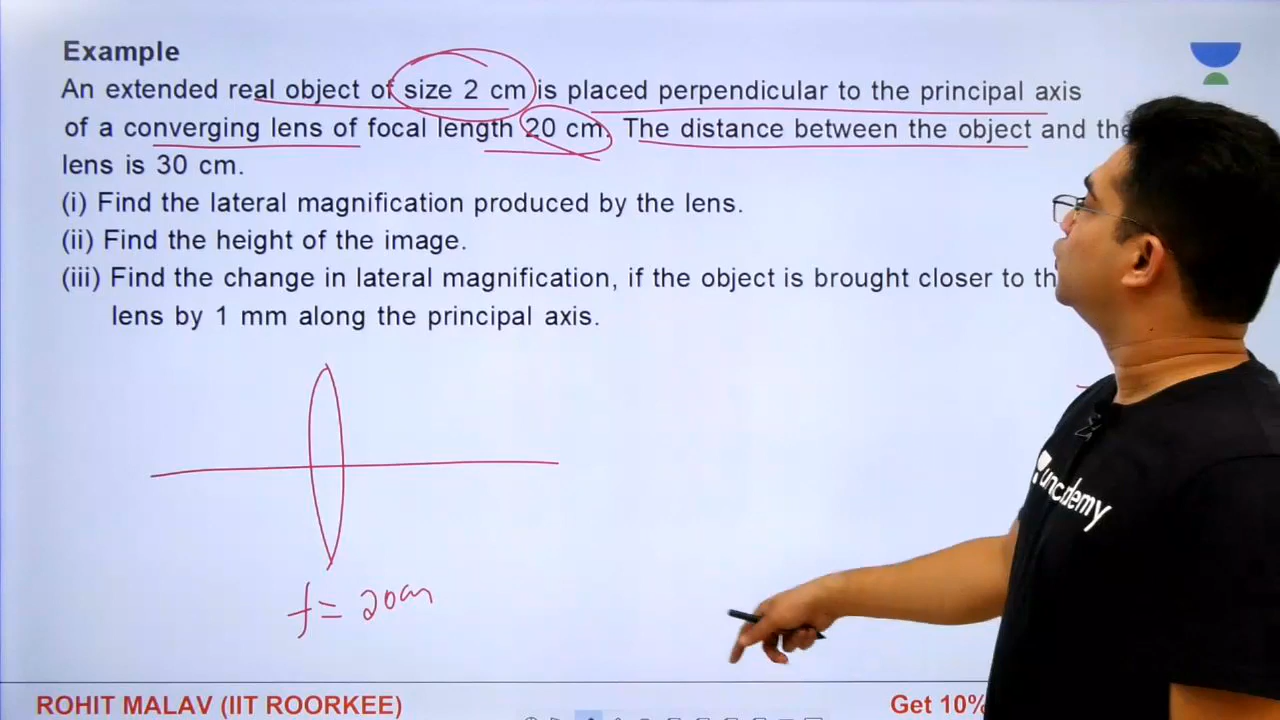 Example
An extended real object of size 2 cm is placed perpendicular to the principal axis
of a converging lens of focal length 20 cm. The distance between the object and the
lens is 30 cm.
(i) Find the lateral magnification produced by the lens.
(ii) Find the height of the image.
(iii) Find the change in lateral magnification, if the object is brought closer to th
lens by 1 mm along the principal axis.
f = 20cm
unacademy
ROHIT MALAV (IIT ROORKEE)
Get 10%